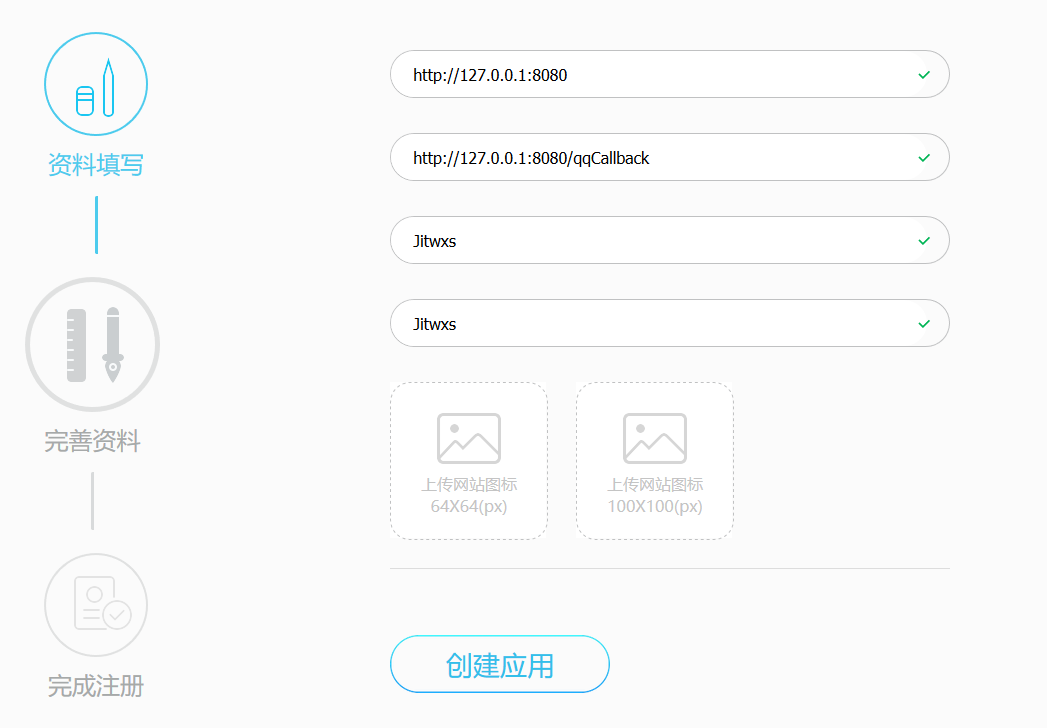 资料填写
完善资料
完成注册
http://127.0.0.1:8080
http://127.0.0.1:8080/qqCallback
Jitwxs
Jitwxs
上传网站图标
64X64(px)
上传网站图标
100X100(px)
创建应用